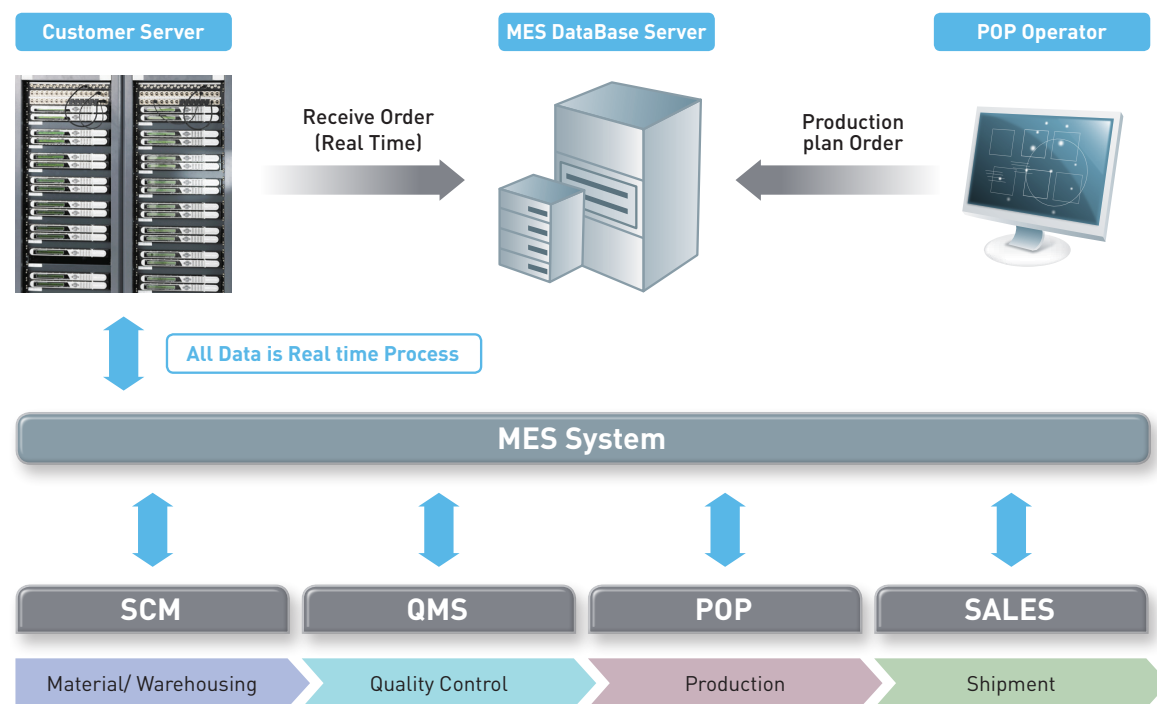 Customer Server
MES DataBase Server
POP Operator
Receive Order
(Real Time)
Production
plan Order
All Data is Real time Process
MES System
SCM
QMS
POP
SALES
Material/ Warehousing
Quality Control
Production
Shipment